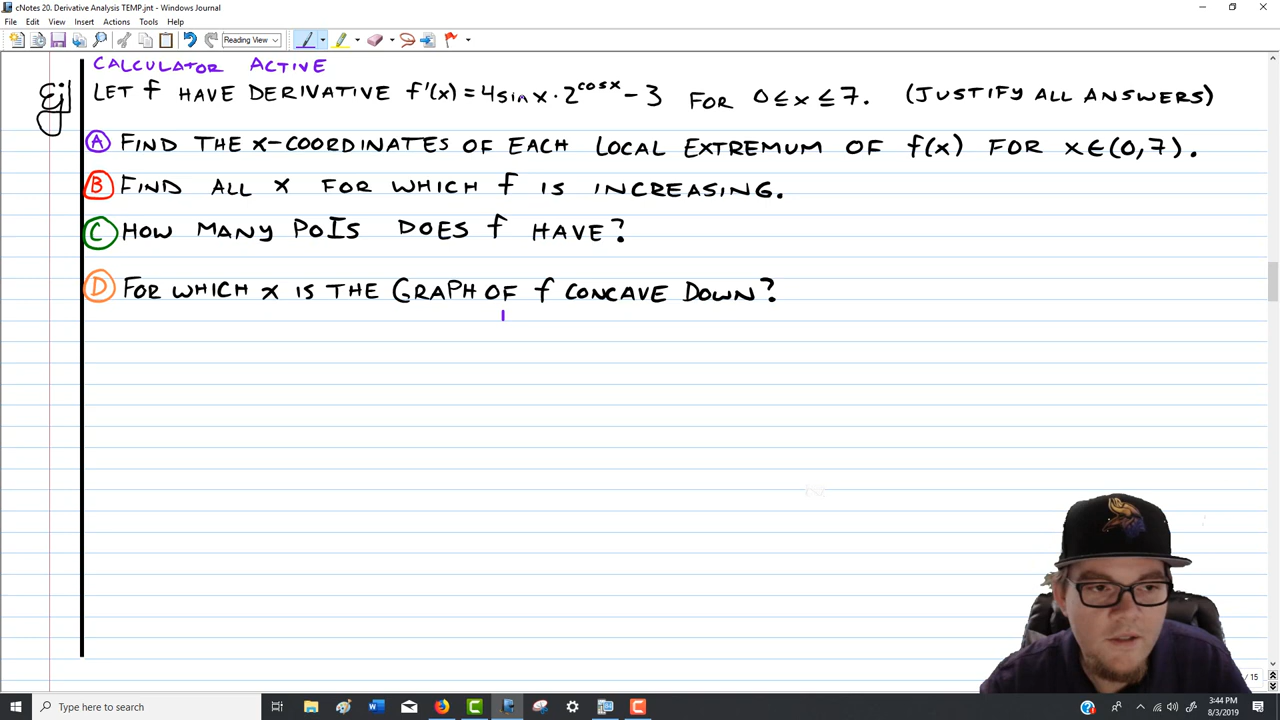 cNotes 20. Derivative Analysis TEMP.jnt - Windows Journal
File Edit View Insert Actions Tools Help
Reading View
CALCULATOR ACTIVE
Ej LET f HAVE DERIVATIVE f'(x) = 4sin x · 2^cosx − 3 FOR 0 ≤ x ≤ 7. (JUSTIFY ALL ANSWERS)
A FIND THE x-COORDINATES OF EACH LOCAL EXTREMUM OF f(x) FOR x∈(0,7).
B FIND ALL x FOR WHICH f IS INCREASING.
C HOW MANY POIS DOES f HAVE?
D FOR WHICH x IS THE GRAPH OF f CONCAVE DOWN?
/ 15
Type here to search
3:44 PM
8/3/2019